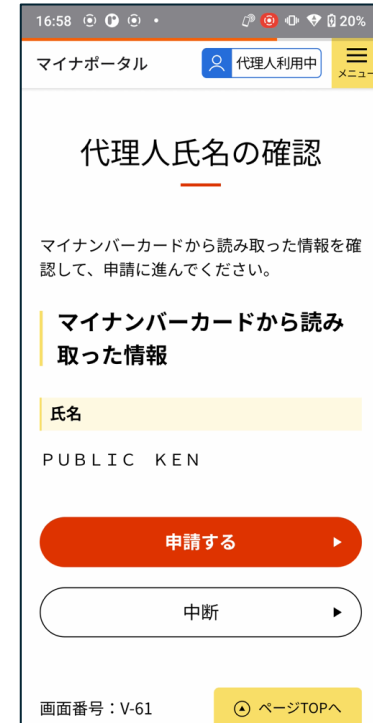 16:58
20%
マイナポータル
代理人利用中
メニュー
代理人氏名の確認
マイナンバーカードから読み取った情報を確
認して、申請に進んでください。
マイナンバーカードから読み
取った情報
氏名
ＰＵＢＬＩＣ　ＫＥＮ
申請する
中断
画面番号：V-61
ページTOPへ